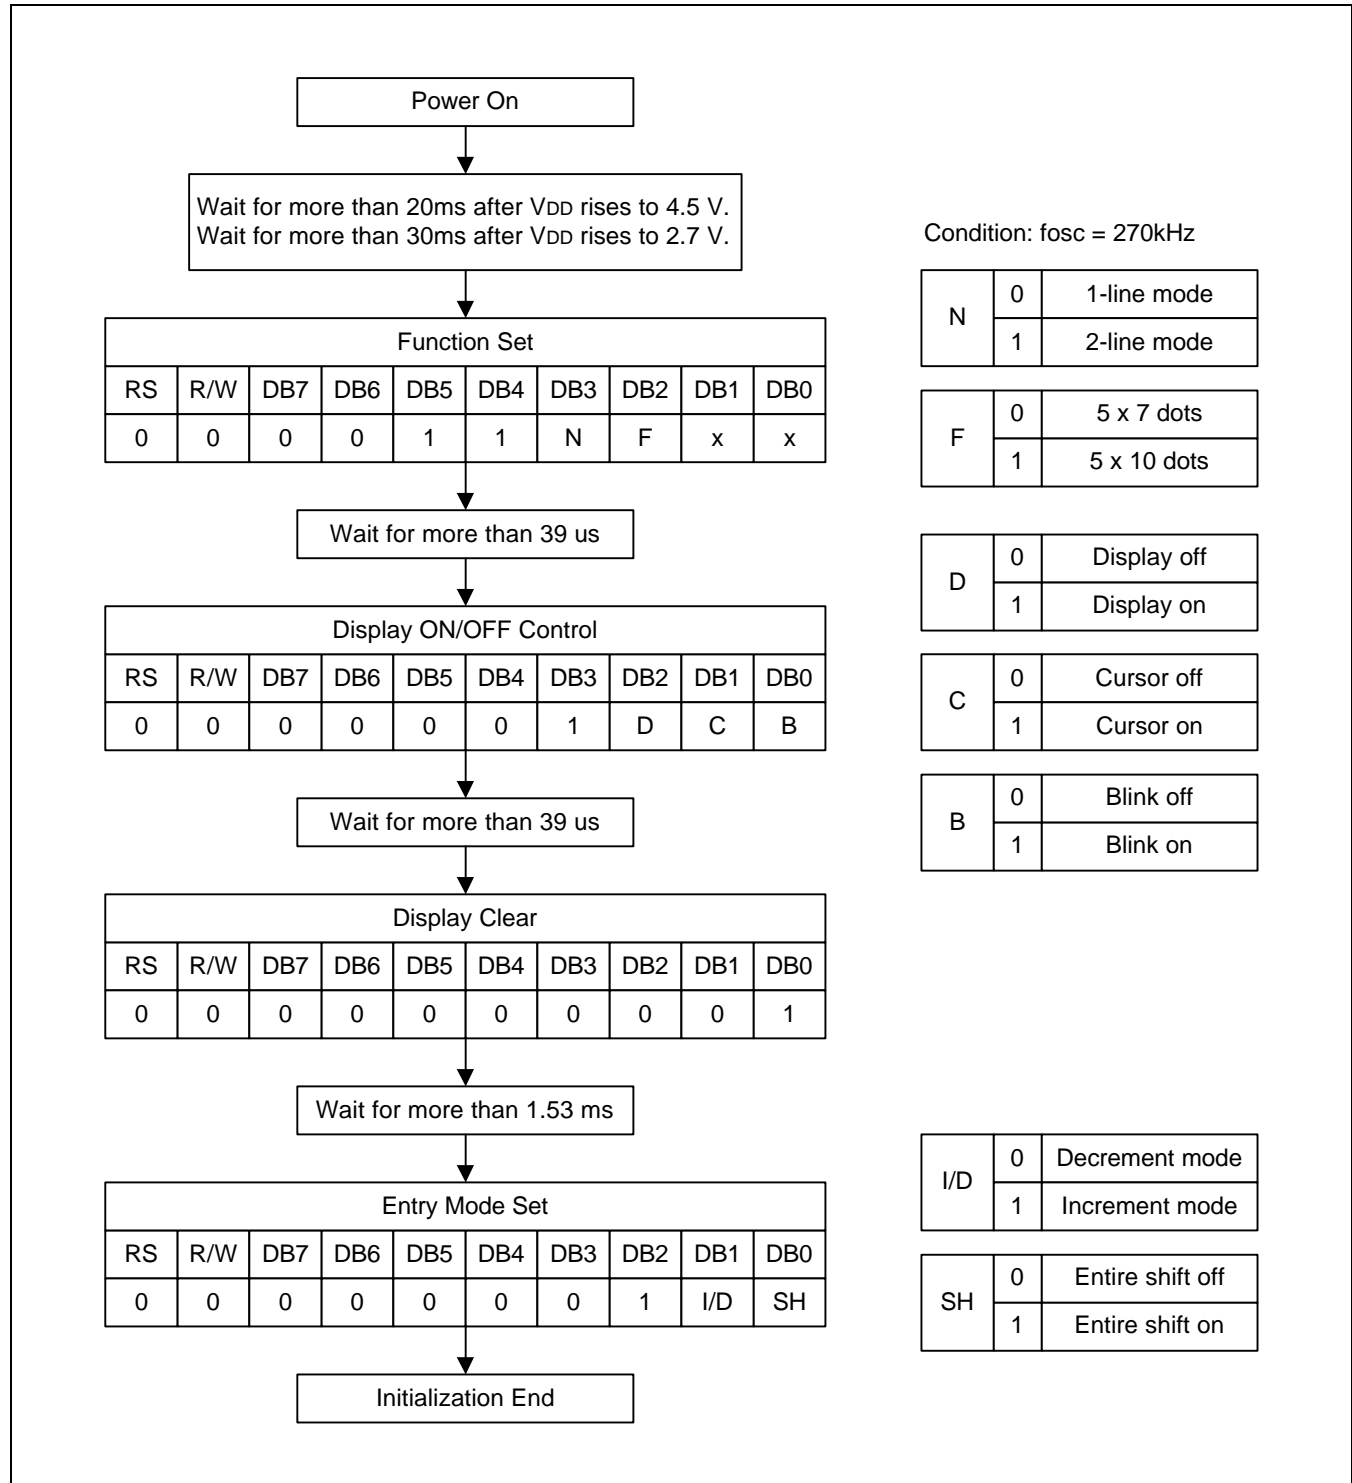 Power On
Wait for more than 20ms after VDD rises to 4.5 V.
Wait for more than 30ms after VDD rises to 2.7 V.
Function Set
RS R/W DB7 DB6 DB5 DB4 DB3 DB2 DB1 DB0
0 0 0 0 1 1 N F x x
Wait for more than 39 us
Display ON/OFF Control
RS R/W DB7 DB6 DB5 DB4 DB3 DB2 DB1 DB0
0 0 0 0 0 0 1 D C B
Wait for more than 39 us
Display Clear
RS R/W DB7 DB6 DB5 DB4 DB3 DB2 DB1 DB0
0 0 0 0 0 0 0 0 0 1
Wait for more than 1.53 ms
Entry Mode Set
RS R/W DB7 DB6 DB5 DB4 DB3 DB2 DB1 DB0
0 0 0 0 0 0 0 1 I/D SH
Initialization End
Condition: fosc = 270kHz
N
0 1-line mode
1 2-line mode
F
0 5 x 7 dots
1 5 x 10 dots
D
0 Display off
1 Display on
C
0 Cursor off
1 Cursor on
B
0 Blink off
1 Blink on
I/D
0 Decrement mode
1 Increment mode
SH
0 Entire shift off
1 Entire shift on